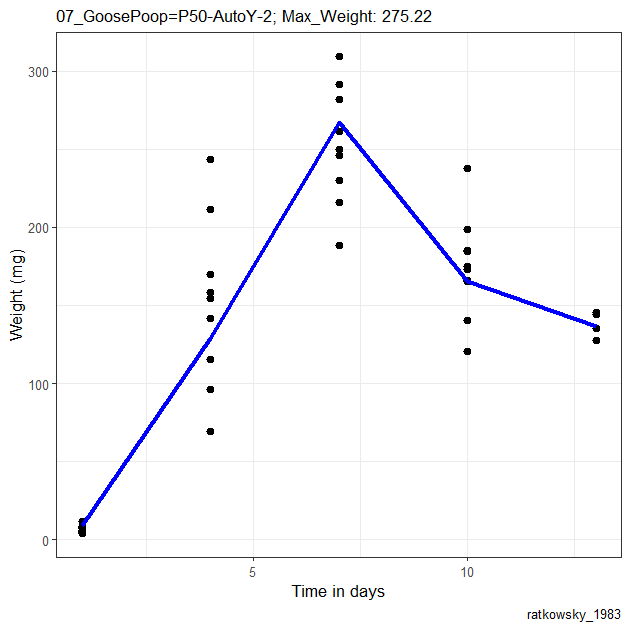 07_GoosePoop=P50-AutoY-2; Max_Weight: 275.22
300
200
100
0
Weight (mg)
5 10
Time in days
ratkowsky_1983